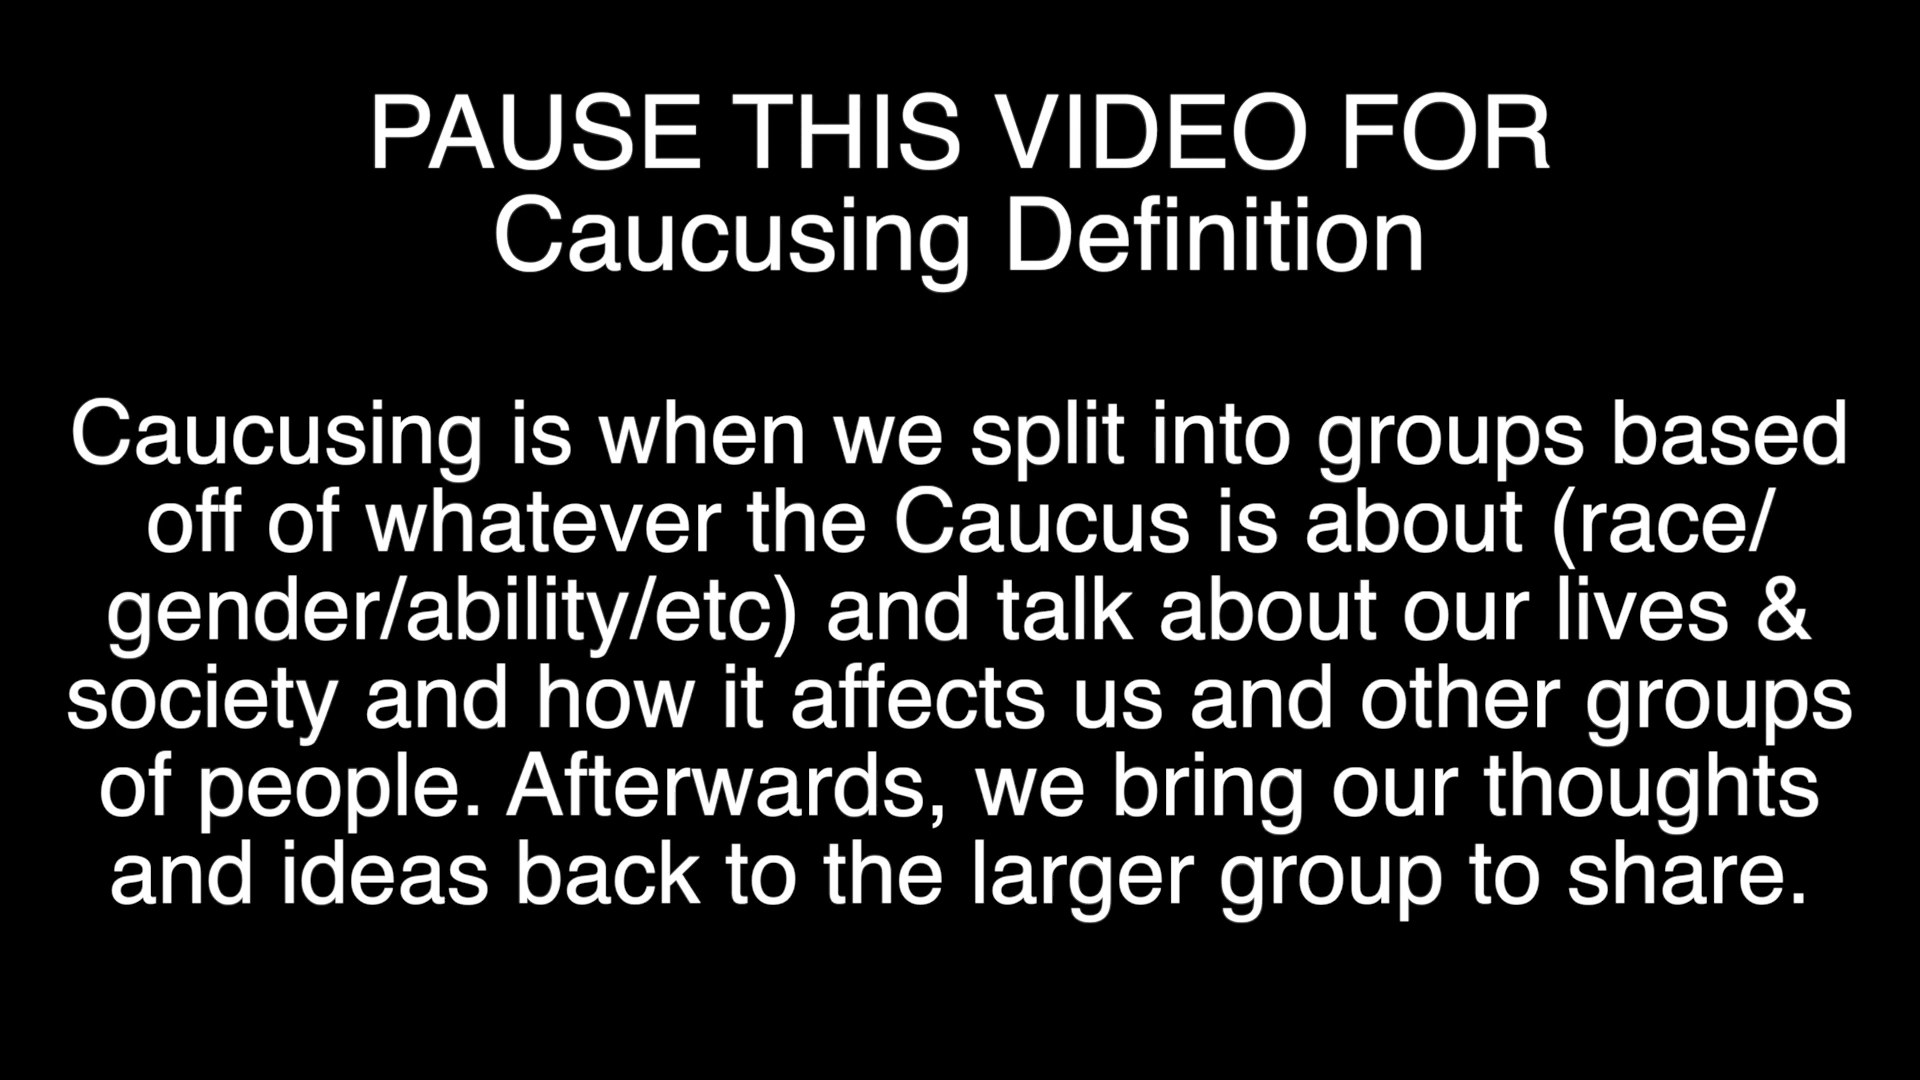 PAUSE THIS VIDEO FOR
Caucusing Definition
Caucusing is when we split into groups based
off of whatever the Caucus is about (race/
gender/ability/etc) and talk about our lives &
society and how it affects us and other groups
of people. Afterwards, we bring our thoughts
and ideas back to the larger group to share.